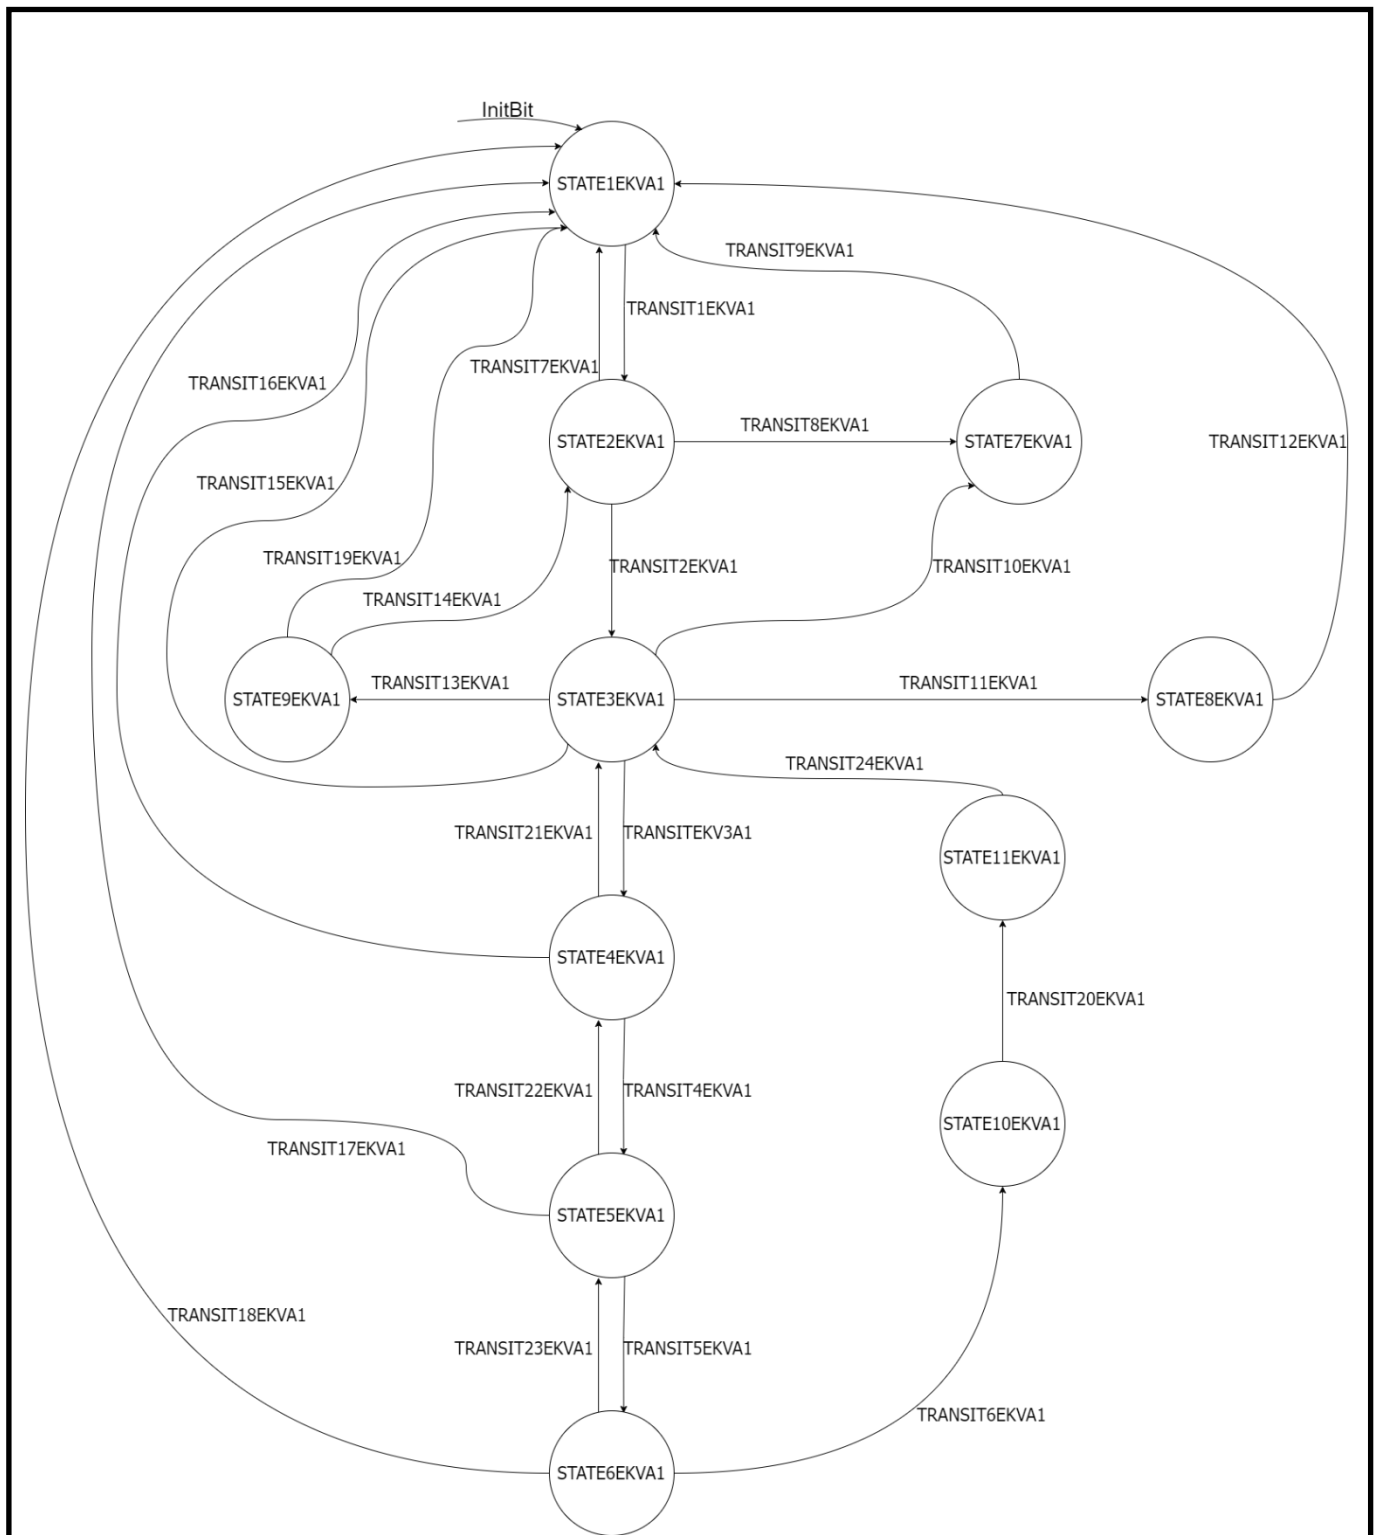 InitBit
STATE1EKVA1
TRANSIT9EKVA1
TRANSIT1EKVA1
TRANSIT7EKVA1
TRANSIT16EKVA1
TRANSIT8EKVA1
STATE2EKVA1
STATE7EKVA1
TRANSIT12EKVA1
TRANSIT15EKVA1
TRANSIT19EKVA1
TRANSIT2EKVA1
TRANSIT10EKVA1
TRANSIT14EKVA1
TRANSIT13EKVA1
TRANSIT11EKVA1
STATE9EKVA1
STATE3EKVA1
STATE8EKVA1
TRANSIT24EKVA1
TRANSIT21EKVA1
TRANSITEKV3A1
STATE11EKVA1
STATE4EKVA1
TRANSIT20EKVA1
TRANSIT22EKVA1
TRANSIT4EKVA1
STATE10EKVA1
TRANSIT17EKVA1
STATE5EKVA1
TRANSIT18EKVA1
TRANSIT23EKVA1
TRANSIT5EKVA1
TRANSIT6EKVA1
STATE6EKVA1